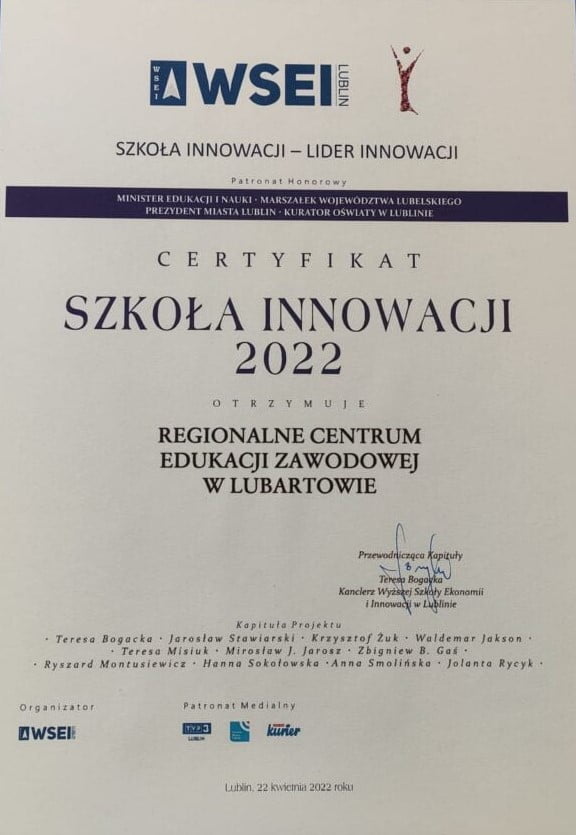 WSEI WSEI LUBLIN
SZKOŁA INNOWACJI – LIDER INNOWACJI
Patronat Honorowy
MINISTER EDUKACJI I NAUKI · MARSZAŁEK WOJEWÓDZTWA LUBELSKIEGO
PREZYDENT MIASTA LUBLIN · KURATOR OŚWIATY W LUBLINIE
CERTYFIKAT
SZKOŁA INNOWACJI
2022
OTRZYMUJE
REGIONALNE CENTRUM
EDUKACJI ZAWODOWEJ
W LUBARTOWIE
Przewodnicząca Kapituły
Teresa Bogacka
Kanclerz Wyższej Szkoły Ekonomii
i Innowacji w Lublinie
Kapituła Projektu
· Teresa Bogacka · Jarosław Stawiarski · Krzysztof Żuk · Waldemar Jakson ·
· Teresa Misiuk · Mirosław J. Jarosz · Zbigniew B. Gaś ·
· Ryszard Montusiewicz · Hanna Sokołowska · Anna Smolińska · Jolanta Rycyk ·
Organizator
Patronat Medialny
WSEI
TVP3
LUBLIN
kurier
Lublin, 22 kwietnia 2022 roku